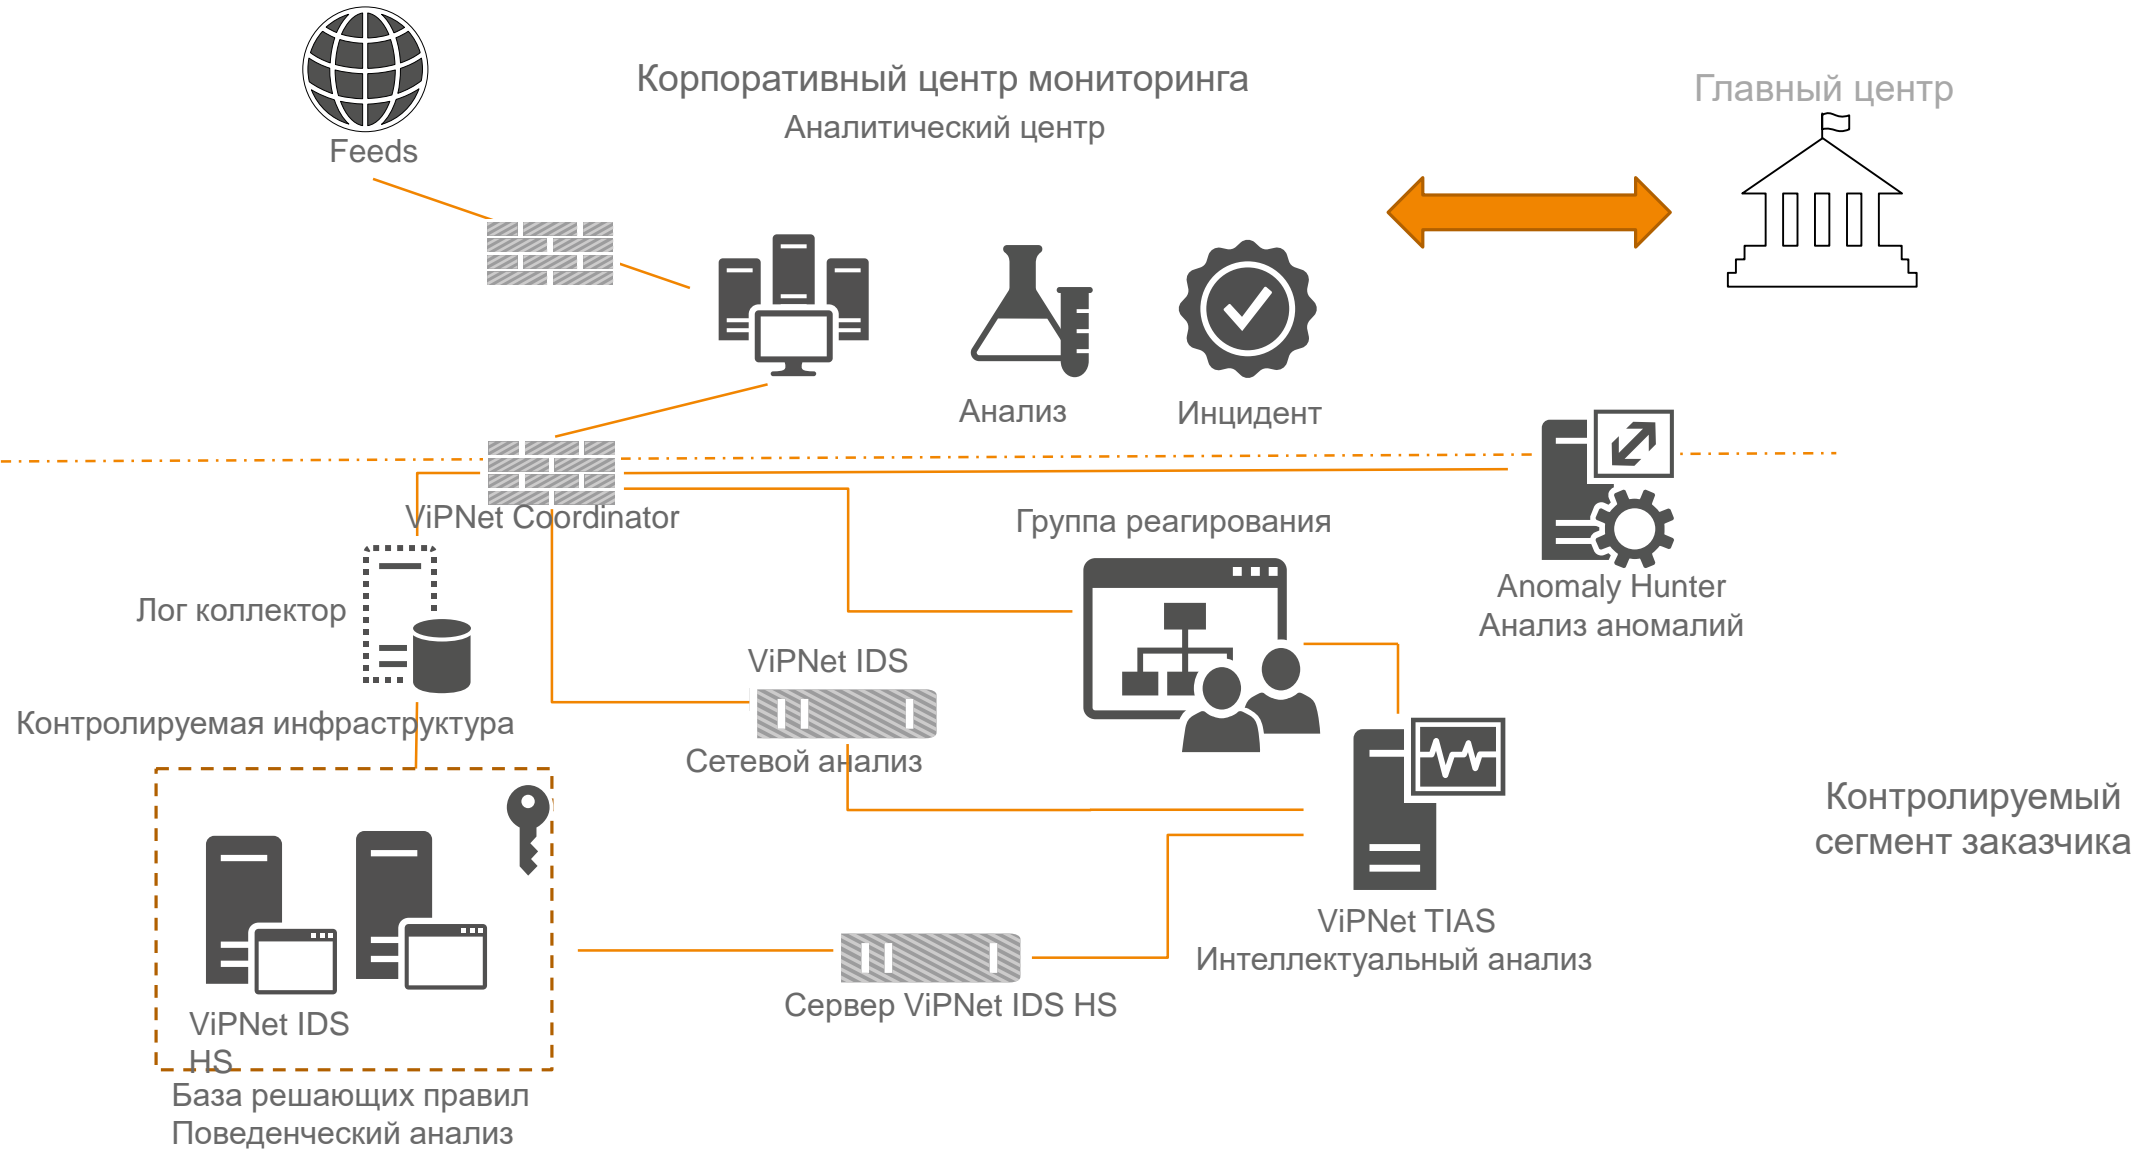 Корпоративный центр мониторинга
Аналитический центр
Главный центр
Feeds
Анализ
Инцидент
ViPNet Coordinator
Группа реагирования
Anomaly Hunter
Анализ аномалий
Лог коллектор
ViPNet IDS
Сетевой анализ
Контролируемая инфраструктура
Контролируемый
сегмент заказчика
ViPNet TIAS
Интеллектуальный анализ
Сервер ViPNet IDS HS
ViPNet IDS
HS
База решающих правил
Поведенческий анализ